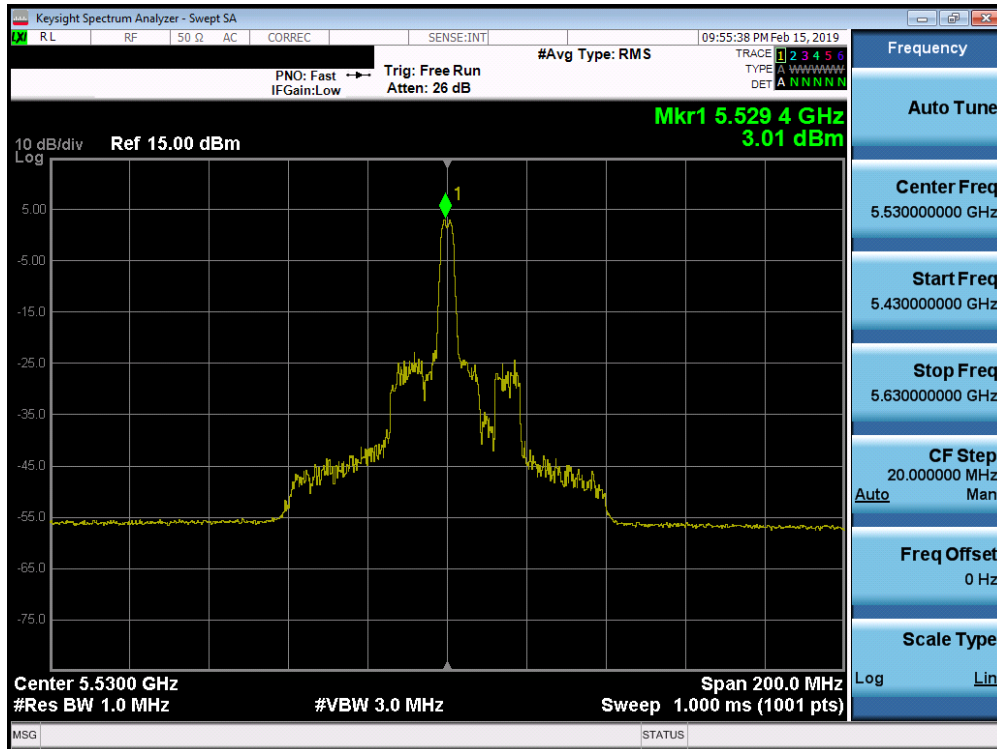 Keysight Spectrum Analyzer - Swept SA
LXI RL RF 50 Ω AC CORREC SENSE:INT 09:55:38 PM Feb 15, 2019
#Avg Type: RMS
TRACE 1 2 3 4 5 6
TYPE A WWWWW
DET A N N N N N
PNO: Fast Trig: Free Run
IFGain:Low Atten: 26 dB
Mkr1 5.529 4 GHz
3.01 dBm
10 dB/div Ref 15.00 dBm
Log
1
5.00
-5.00
-15.0
-25.0
-35.0
-45.0
-55.0
-65.0
-75.0
Center 5.5300 GHz Span 200.0 MHz
#Res BW 1.0 MHz #VBW 3.0 MHz Sweep 1.000 ms (1001 pts)
MSG STATUS
Frequency
Auto Tune
Center Freq
5.530000000 GHz
Start Freq
5.430000000 GHz
Stop Freq
5.630000000 GHz
CF Step
20.000000 MHz
Auto Man
Freq Offset
0 Hz
Scale Type
Log Lin